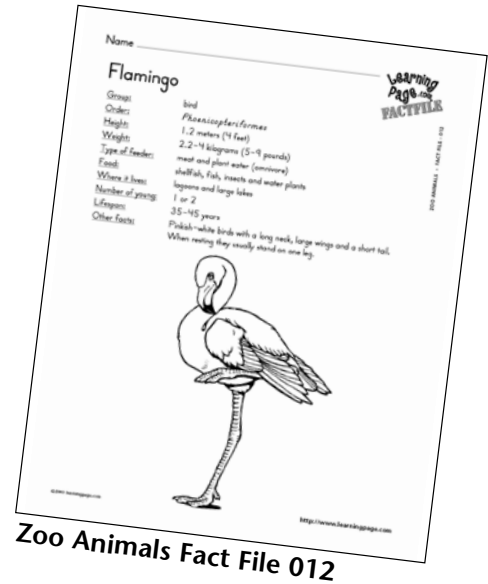 Name
Flamingo
Learning
Page.com
FACTFILE
Group: bird
Order: Phoenicopteriformes
Height: 1.2 meters (4 feet)
Weight: 2.2-4 kilograms (5-9 pounds)
Type of feeder: meat and plant eater (omnivore)
Food: shellfish, fish, insects and water plants
Where it lives: lagoons and large lakes
Number of young: 1 or 2
Lifespan: 35-45 years
Other facts: Pinkish-white birds with a long neck, large wings and a short tail.
When resting they usually stand on one leg.
ZOO ANIMALS • FACT FILE - 012
learningpage.com
http://www.learningpage.com
Zoo Animals Fact File 012